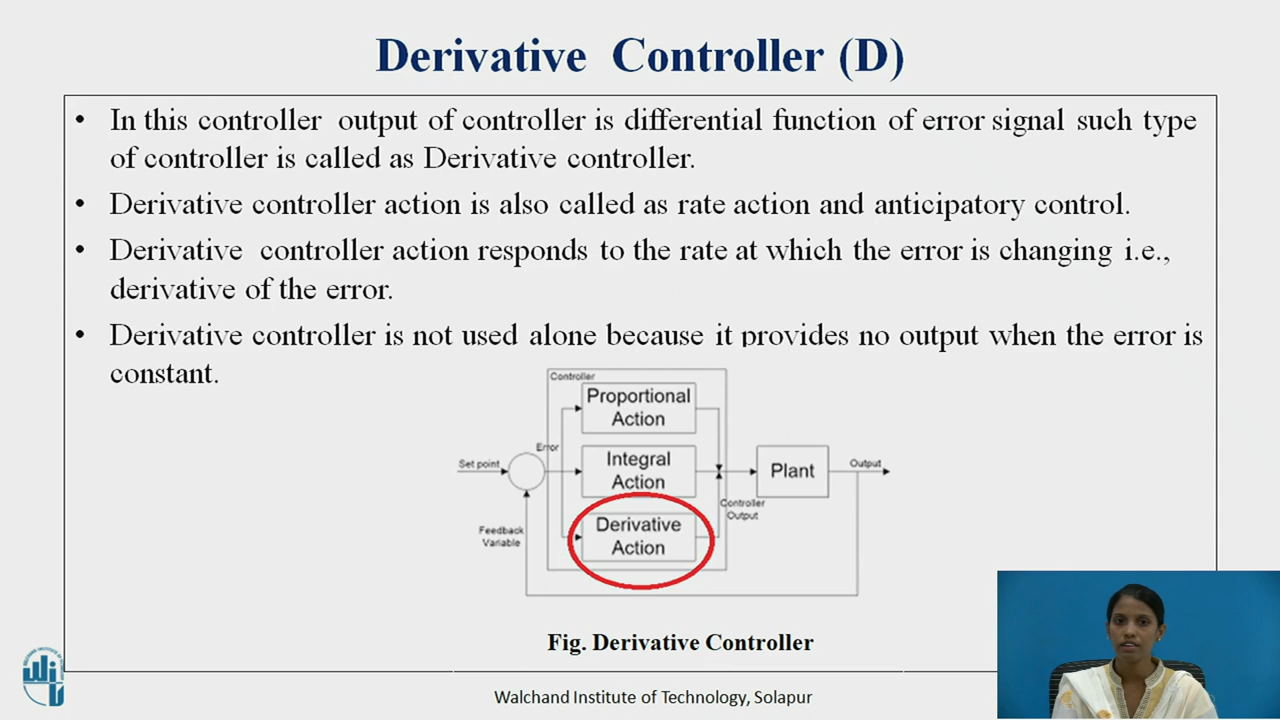 Derivative Controller (D)
• In this controller output of controller is differential function of error signal such type
of controller is called as Derivative controller.
• Derivative controller action is also called as rate action and anticipatory control.
• Derivative controller action responds to the rate at which the error is changing i.e.,
derivative of the error.
• Derivative controller is not used alone because it provides no output when the error is
constant.
Controller
Proportional
Action
Error
Set point
Integral
Action
Plant
Output
Controller
Output
Feedback
Variable
Derivative
Action
Fig. Derivative Controller
Walchand Institute of Technology, Solapur